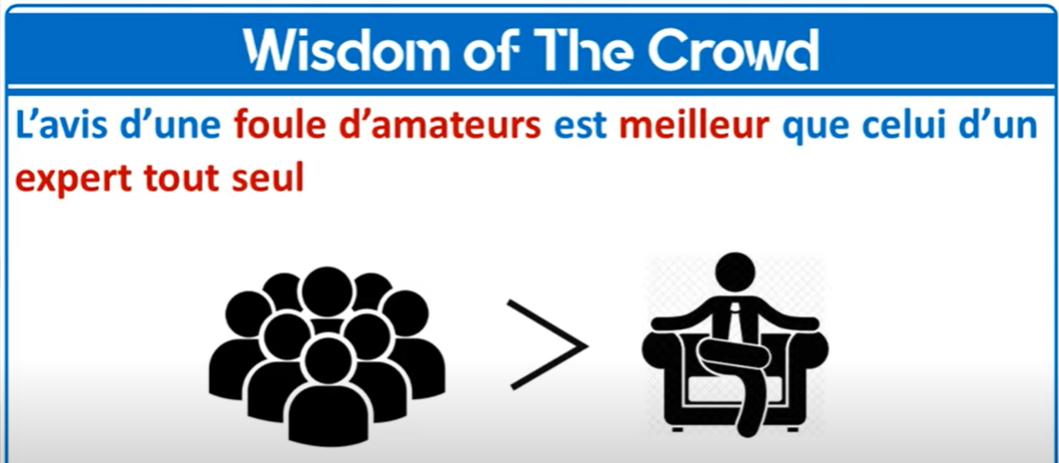 Wisdom of The Crowd
L’avis d’une foule d’amateurs est meilleur que celui d’un
expert tout seul
>